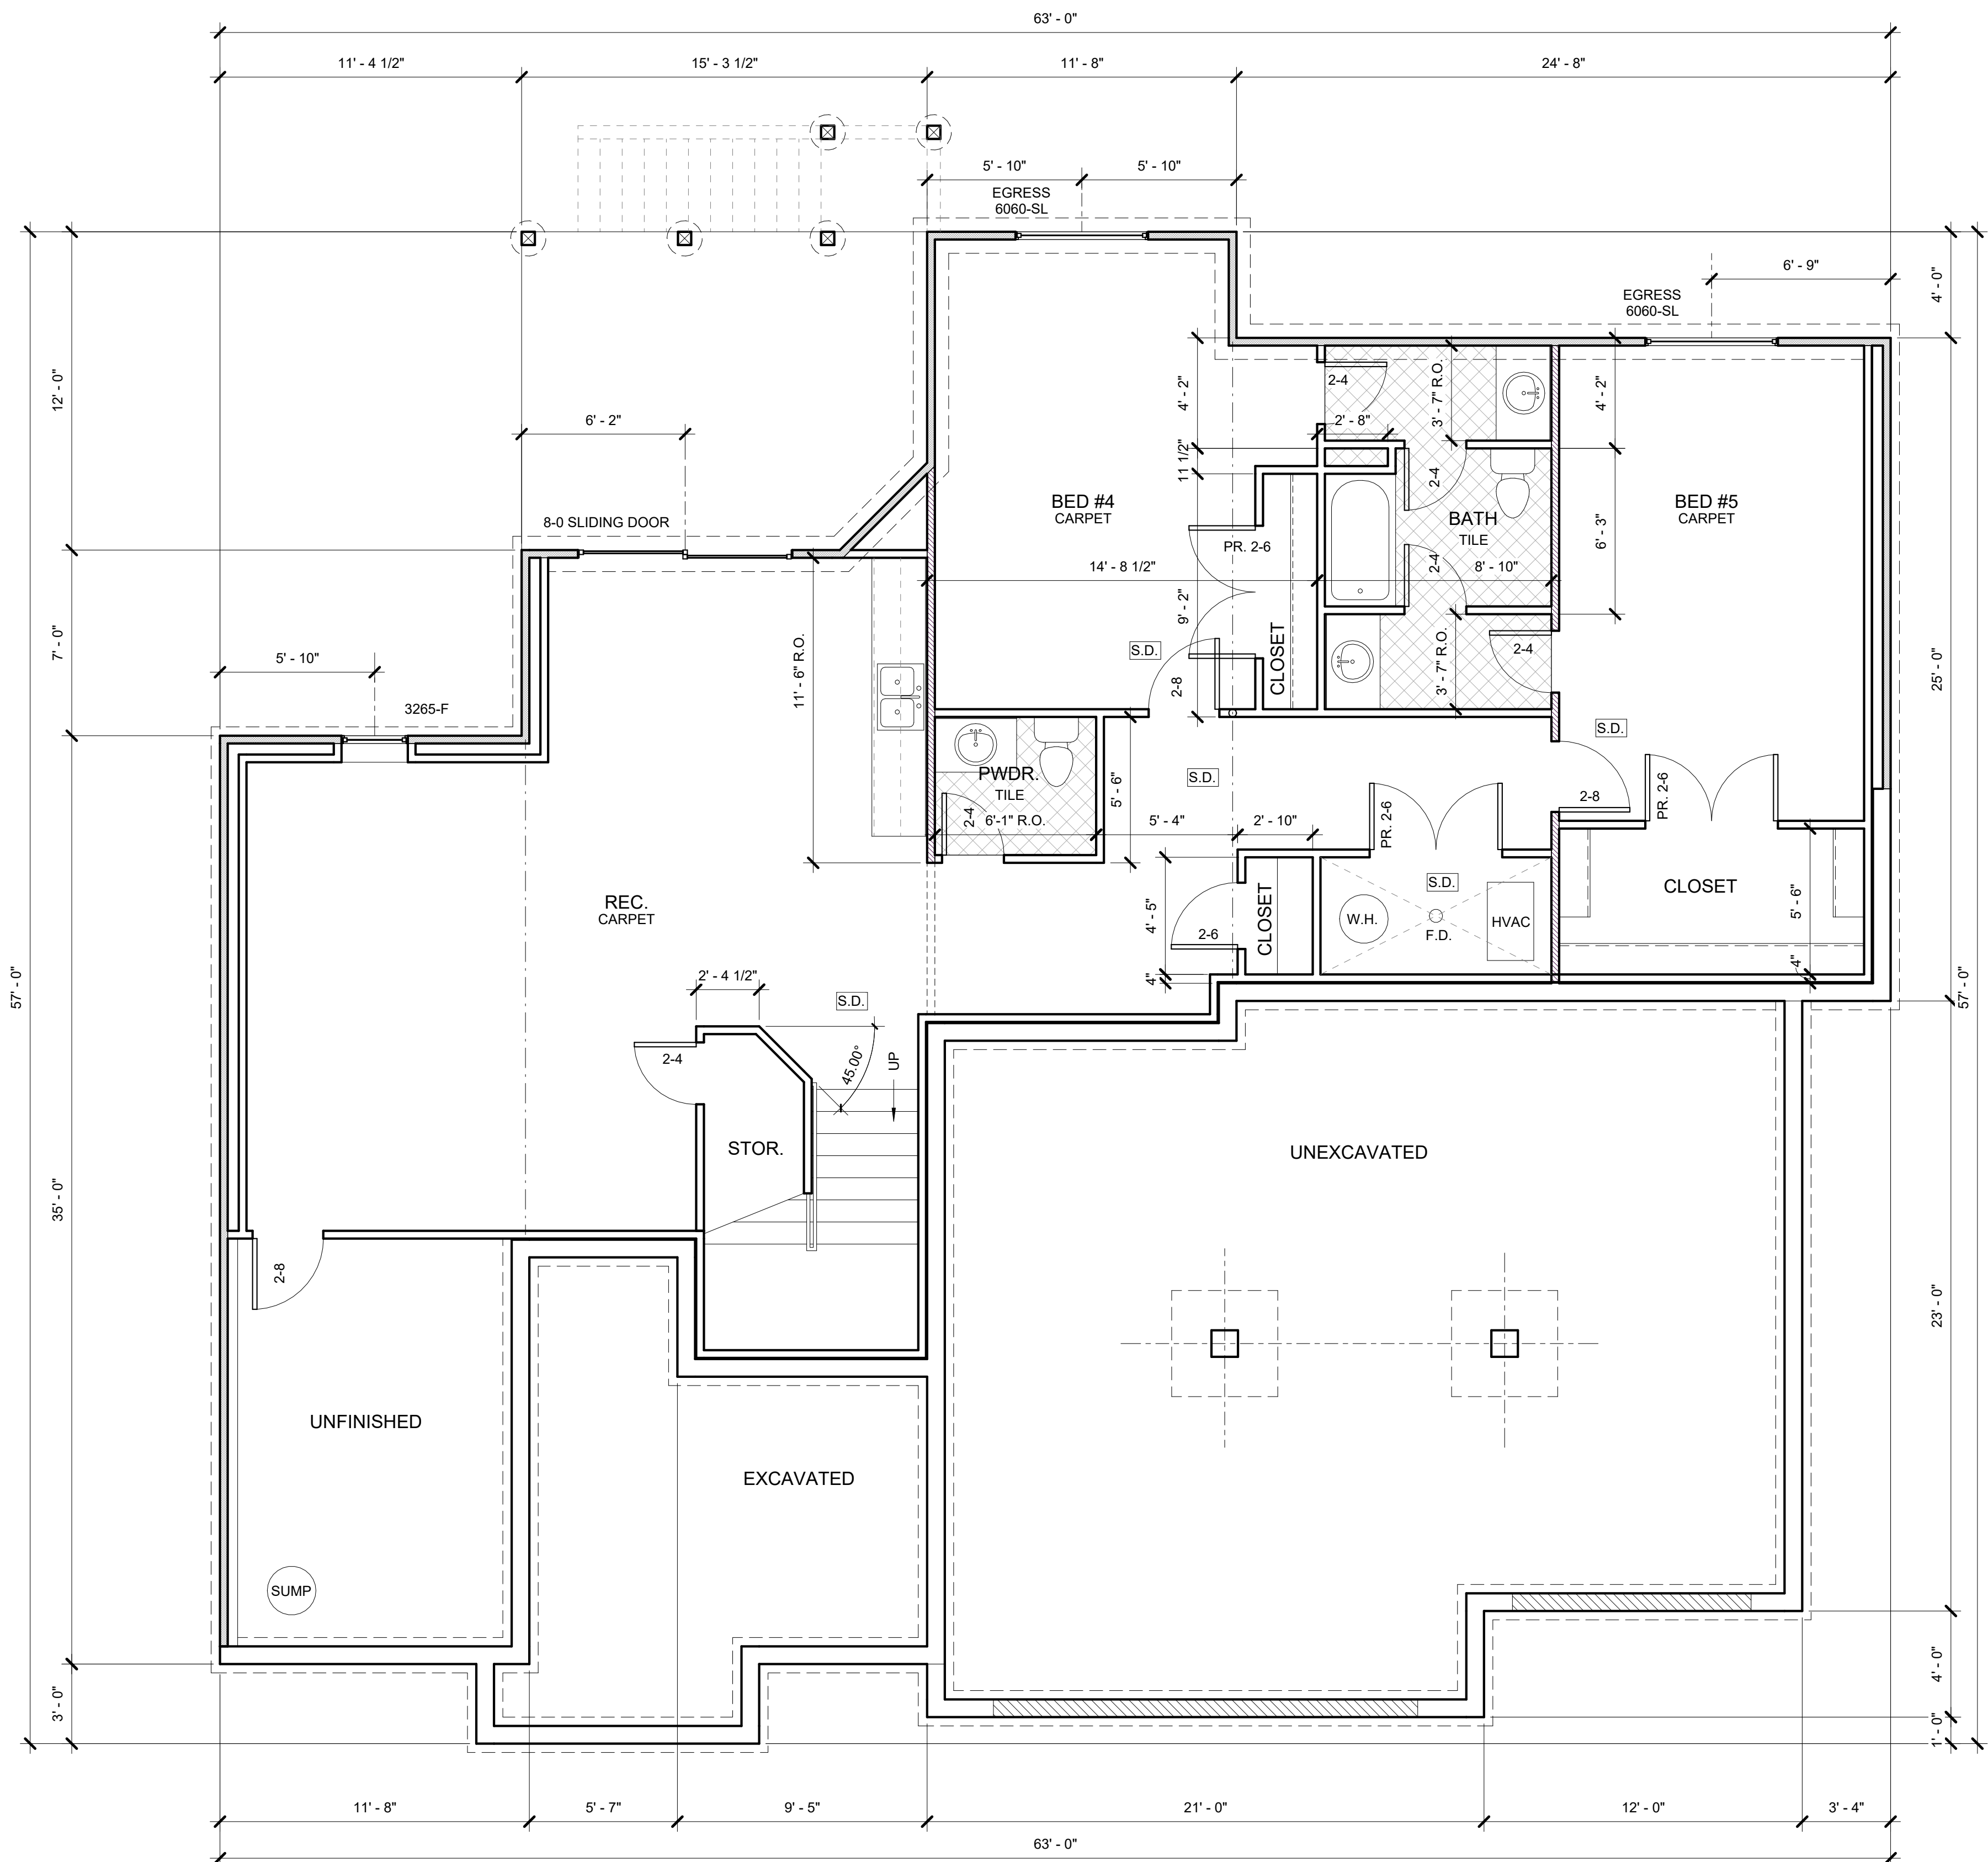 63' - 0"
11' - 4 1/2"
15' - 3 1/2"
11' - 8"
24' - 8"
5' - 10"
5' - 10"
EGRESS
6060-SL
6' - 9"
4' - 0"
EGRESS
6060-SL
12' - 0"
6' - 2"
4' - 2"
11 1/2"
2-4
2' - 8"
3' - 7" R.O.
4' - 2"
8-0 SLIDING DOOR
BED #4
CARPET
PR. 2-6
2-4
BATH
TILE
2-4
6' - 3"
BED #5
CARPET
14' - 8 1/2"
8' - 10"
9' - 2"
7' - 0"
5' - 10"
3265-F
11' - 6" R.O.
S.D.
2-8
CLOSET
3' - 7" R.O.
2-4
25' - 0"
S.D.
PWDR.
TILE
2-4
6'-1" R.O.
5' - 6"
S.D.
5' - 4"
2' - 10"
PR. 2-6
2-8
PR. 2-6
REC.
CARPET
4' - 5"
2-6
CLOSET
S.D.
W.H.
F.D.
HVAC
CLOSET
5' - 6"
4"
4"
57' - 0"
57' - 0"
2' - 4 1/2"
S.D.
2-4
45.00°
UP
STOR.
UNEXCAVATED
35' - 0"
2-8
23' - 0"
UNFINISHED
EXCAVATED
SUMP
3' - 0"
4' - 0"
1' - 0"
11' - 8"
5' - 7"
9' - 5"
21' - 0"
12' - 0"
3' - 4"
63' - 0"